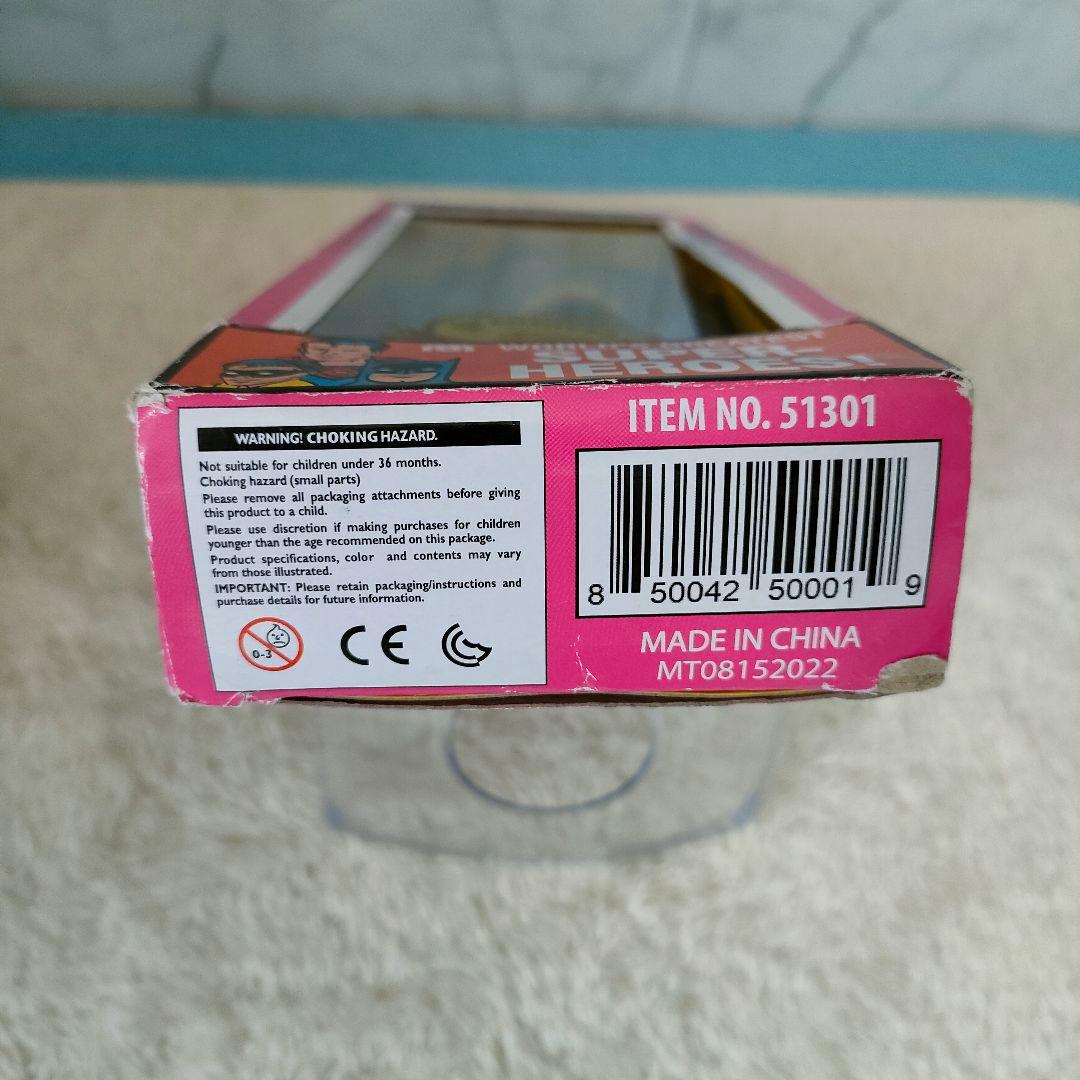 SUPER-
HEROES!
WARNING! CHOKING HAZARD.
Not suitable for children under 36 months.
Choking hazard (small parts)
Please remove all packaging attachments before giving
this product to a child.
Please use discretion if making purchases for children
younger than the age recommended on this package.
Product specifications, color and contents may vary
from those illustrated.
IMPORTANT: Please retain packaging/instructions and
purchase details for future information.
0-3
CE
ITEM NO. 51301
8 50042 50001 9
MADE IN CHINA
MT08152022